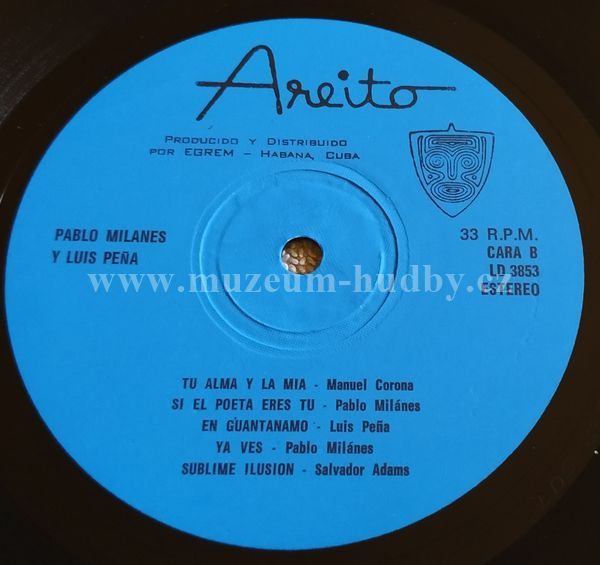 Areito
PRODUCIDO Y DISTRIBUIDO
POR EGREM - HABANA, CUBA
PABLO MILANES
Y LUIS PEÑA
33 R.P.M.
CARA B
LD 3853
ESTEREO
www.muzeum-hudby.cz
TU ALMA Y LA MIA - Manuel Corona
SI EL POETA ERES TU - Pablo Milánes
EN GUANTANAMO - Luis Peña
YA VES - Pablo Milánes
SUBLIME ILUSION - Salvador Adams